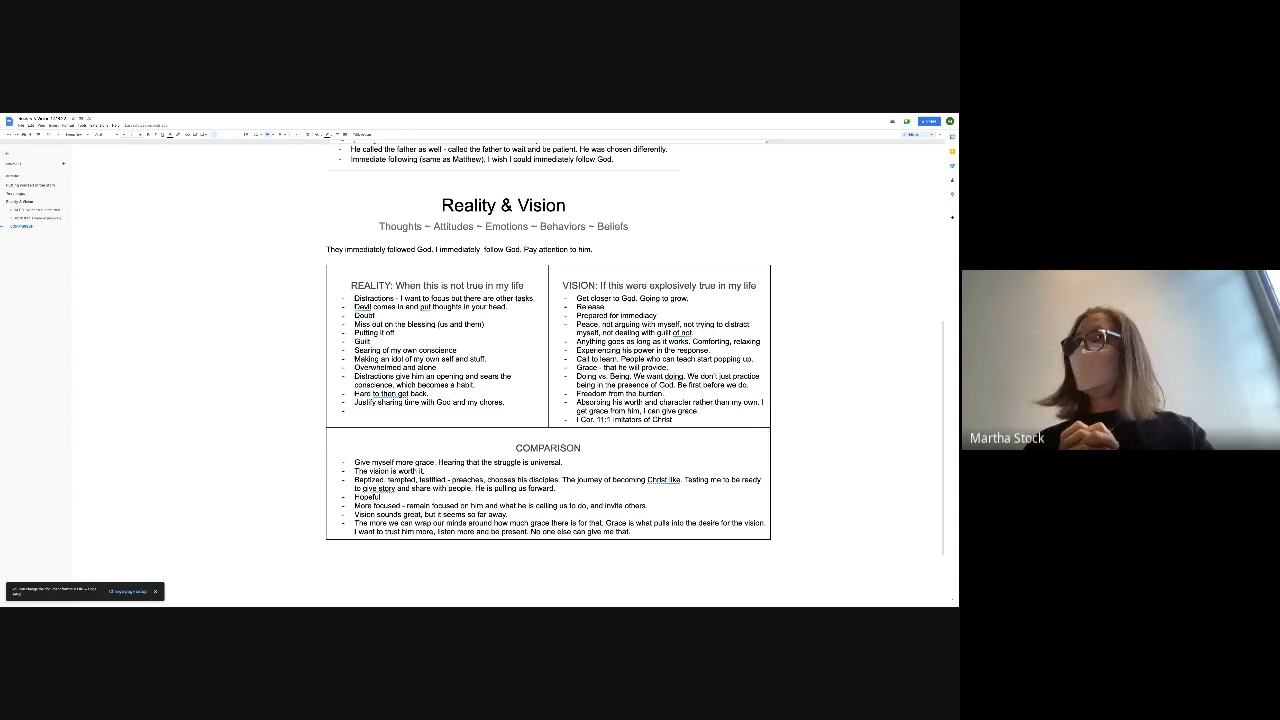 File Edit View Insert Format Tools Extensions Help
Share
Reality & Vision
COMPARISON
He called the father as well - called the father to wait and be patient. He was chosen differently.
- Immediate following (same as Matthew). I wish I could immediately follow God.
Reality & Vision
Thoughts ~ Attitudes ~ Emotions ~ Behaviors ~ Beliefs
They immediately followed God. I immediately follow God. Pay attention to him.
REALITY: When this is not true in my life
- Distractions - I want to focus but there are other tasks.
- Devil comes in and put thoughts in your head.
- Doubt
- Miss out on the blessing (us and them)
- Putting it off
- Guilt
- Searing of my own conscience
- Making an idol of my own self and stuff.
- Overwhelmed and alone
- Distractions give him an opening and sears the
conscience, which becomes a habit.
- Hard to then get back.
- Justify sharing time with God and my chores.
-
VISION: If this were explosively true in my life
- Get closer to God. Going to grow.
- Release
- Prepared for immediacy
- Peace, not arguing with myself, not trying to distract
myself, not dealing with guilt of not.
- Anything goes as long as it works. Comforting, relaxing
- Experiencing his power in the response.
- Call to learn. People who can teach start popping up.
- Grace - that he will provide.
- Doing vs. Being. We want doing. We don't just practice
being in the presence of God. Be first before we do.
- Freedom from the burden.
- Absorbing his worth and character rather than my own. I
get grace from him, I can give grace.
- I Cor. 11:1 Imitators of Christ
COMPARISON
- Give myself more grace. Hearing that the struggle is universal.
- The vision is worth it.
- Baptized, tempted, testified - preaches, chooses his disciples. The journey of becoming Christ like. Testing me to be ready
to give story and share with people. He is pulling us forward.
- Hopeful
- More focused - remain focused on him and what he is calling us to do, and invite others.
- Vision sounds great, but it seems so far away.
- The more we can wrap our minds around how much grace there is for that. Grace is what pulls into the desire for the vision.
I want to trust him more, listen more and be present. No one else can give me that.
Change page setup
Martha Stock